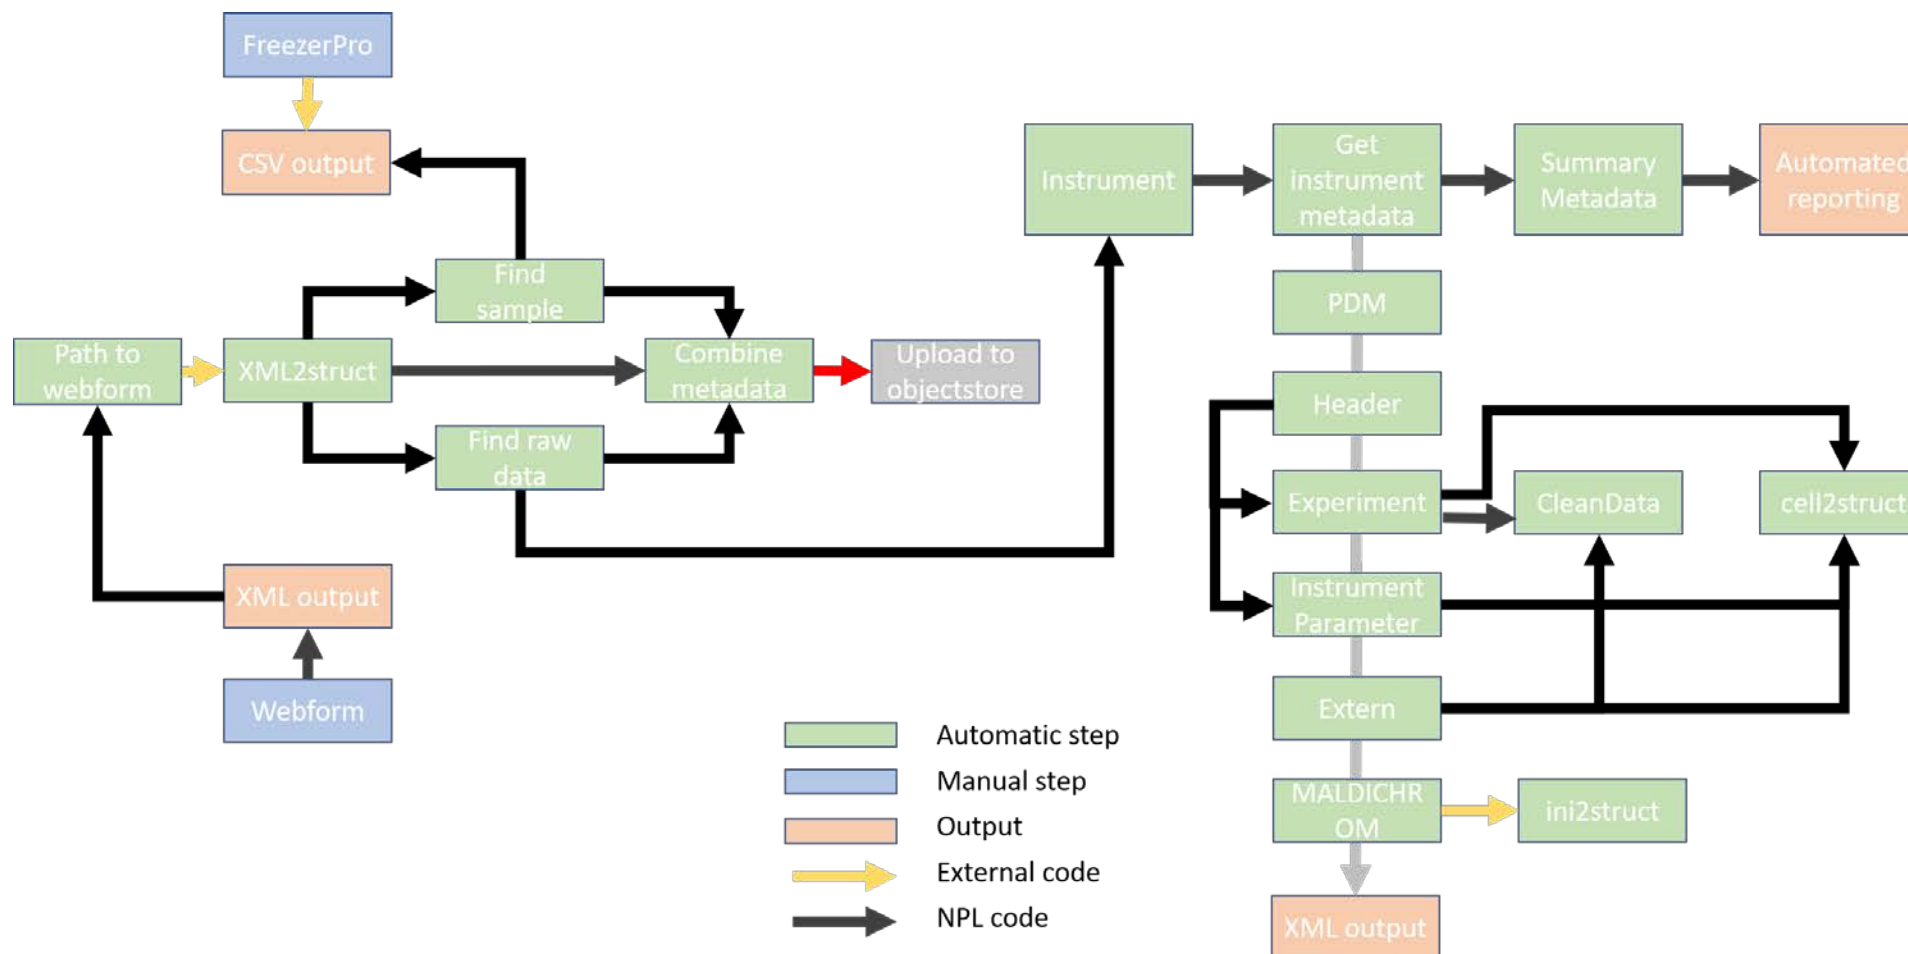 FreezerPro
CSV output
Find
sample
Path to
webform
XML2struct
Combine
metadata
Upload to
objectstore
Find raw
data
XML output
Webform
Instrument
Get
instrument
metadata
Summary
Metadata
Automated
reporting
PDM
Header
Experiment
CleanData
cell2struct
Instrument
Parameter
Extern
MALDICHR
OM
ini2struct
XML output
Automatic step
Manual step
Output
External code
NPL code